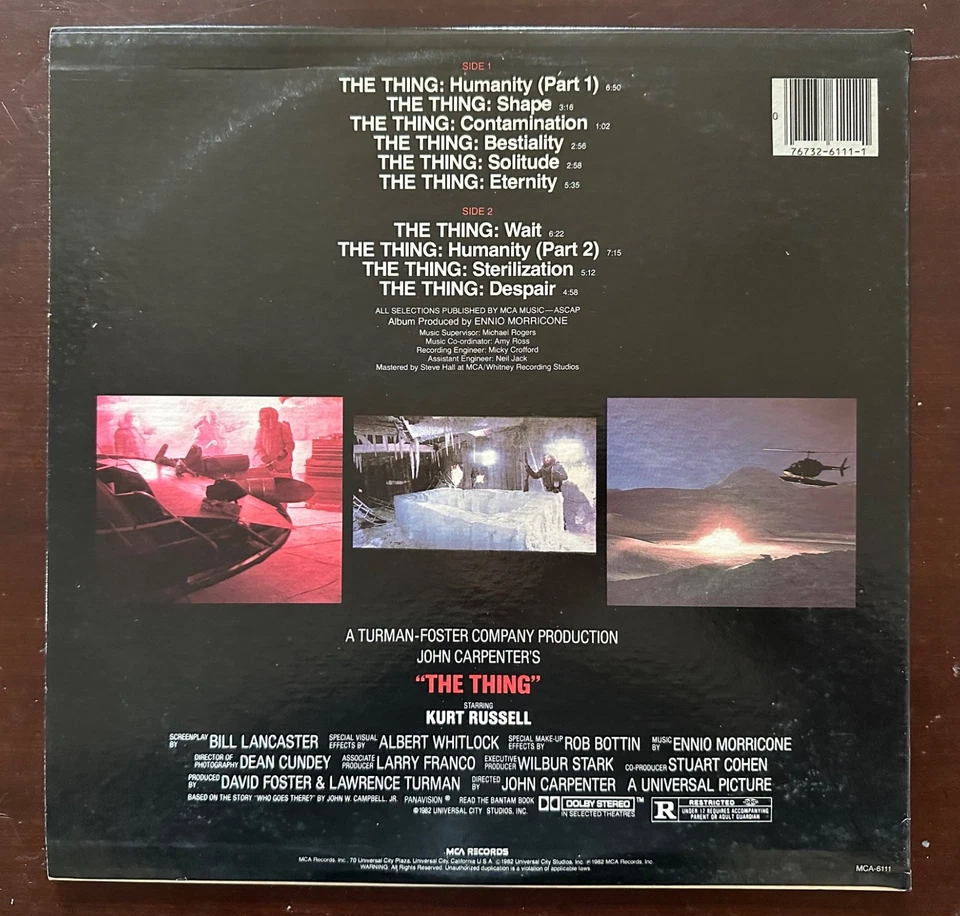 SIDE 1
THE THING: Humanity (Part 1) 6:50
THE THING: Shape 3:16
THE THING: Contamination 1:02
THE THING: Bestiality 2:56
THE THING: Solitude 2:58
THE THING: Eternity 5:35
0 76732-6111-1
SIDE 2
THE THING: Wait 6:22
THE THING: Humanity (Part 2) 7:15
THE THING: Sterilization 5:12
THE THING: Despair 4:58
ALL SELECTIONS PUBLISHED BY MCA MUSIC—ASCAP
Album Produced by ENNIO MORRICONE
Music Supervisor: Michael Rogers
Music Co-ordinator: Amy Ross
Recording Engineer: Micky Crofford
Assistant Engineer: Neil Jack
Mastered by Steve Hall at MCA/Whitney Recording Studios
A TURMAN-FOSTER COMPANY PRODUCTION
JOHN CARPENTER'S
"THE THING"
STARRING
KURT RUSSELL
SCREENPLAY BY BILL LANCASTER SPECIAL VISUAL EFFECTS BY ALBERT WHITLOCK SPECIAL MAKE-UP EFFECTS BY ROB BOTTIN MUSIC BY ENNIO MORRICONE
DIRECTOR OF PHOTOGRAPHY DEAN CUNDEY ASSOCIATE PRODUCER LARRY FRANCO EXECUTIVE PRODUCER WILBUR STARK CO-PRODUCER STUART COHEN
PRODUCED BY DAVID FOSTER & LAWRENCE TURMAN DIRECTED BY JOHN CARPENTER A UNIVERSAL PICTURE
BASED ON THE STORY "WHO GOES THERE?" BY JOHN W. CAMPBELL, JR. PANAVISION® READ THE BANTAM BOOK DOLBY STEREO™ IN SELECTED THEATRES
©1982 UNIVERSAL CITY STUDIOS, INC.
R RESTRICTED
UNDER 17 REQUIRES ACCOMPANYING
PARENT OR ADULT GUARDIAN
MCA RECORDS
MCA Records, Inc., 70 Universal City Plaza, Universal City, California U.S.A. ©1982 Universal City Studios, Inc. ℗1982 MCA Records, Inc.
WARNING: All Rights Reserved. Unauthorized duplication is a violation of applicable laws.
MCA-6111